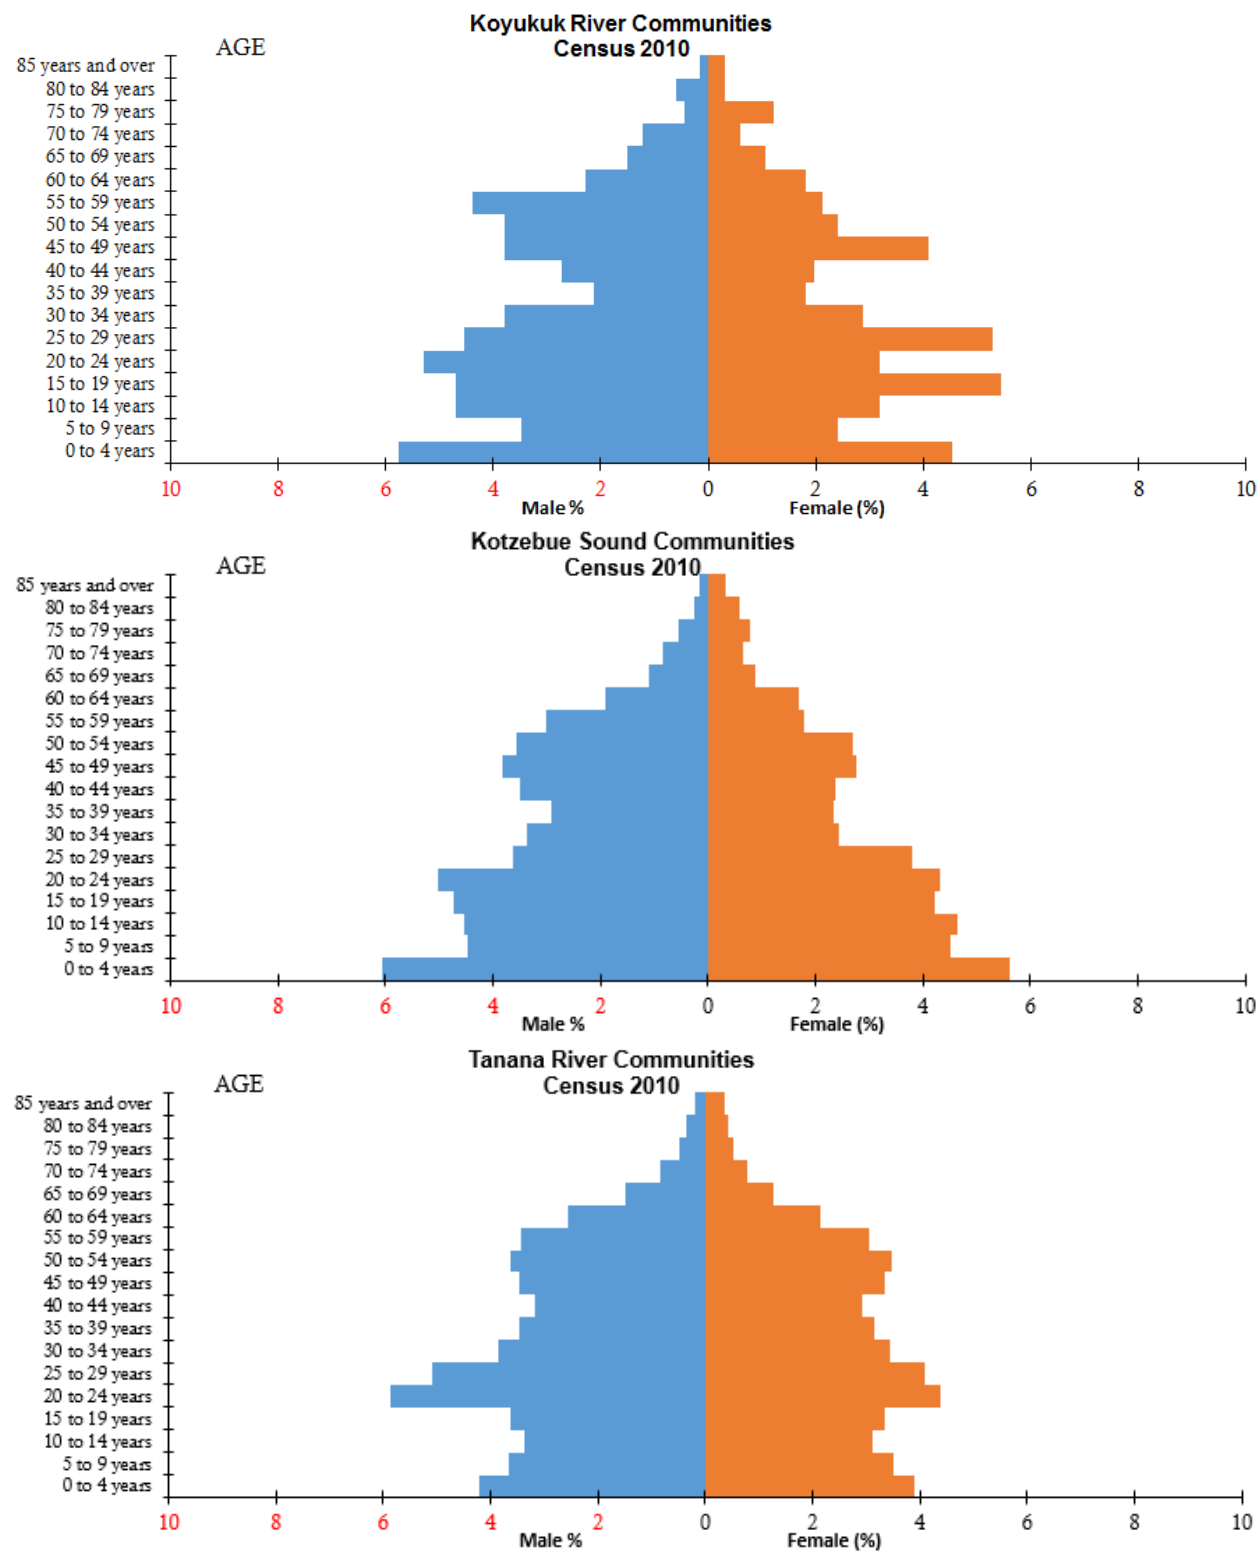 Koyukuk River Communities
Census 2010
AGE
85 years and over
80 to 84 years
75 to 79 years
70 to 74 years
65 to 69 years
60 to 64 years
55 to 59 years
50 to 54 years
45 to 49 years
40 to 44 years
35 to 39 years
30 to 34 years
25 to 29 years
20 to 24 years
15 to 19 years
10 to 14 years
5 to 9 years
0 to 4 years
10 8 6 4 2 0 2 4 6 8 10
Male % Female (%)
Kotzebue Sound Communities
Census 2010
AGE
85 years and over
80 to 84 years
75 to 79 years
70 to 74 years
65 to 69 years
60 to 64 years
55 to 59 years
50 to 54 years
45 to 49 years
40 to 44 years
35 to 39 years
30 to 34 years
25 to 29 years
20 to 24 years
15 to 19 years
10 to 14 years
5 to 9 years
0 to 4 years
10 8 6 4 2 0 2 4 6 8 10
Male % Female (%)
Tanana River Communities
Census 2010
AGE
85 years and over
80 to 84 years
75 to 79 years
70 to 74 years
65 to 69 years
60 to 64 years
55 to 59 years
50 to 54 years
45 to 49 years
40 to 44 years
35 to 39 years
30 to 34 years
25 to 29 years
20 to 24 years
15 to 19 years
10 to 14 years
5 to 9 years
0 to 4 years
10 8 6 4 2 0 2 4 6 8 10
Male % Female (%)